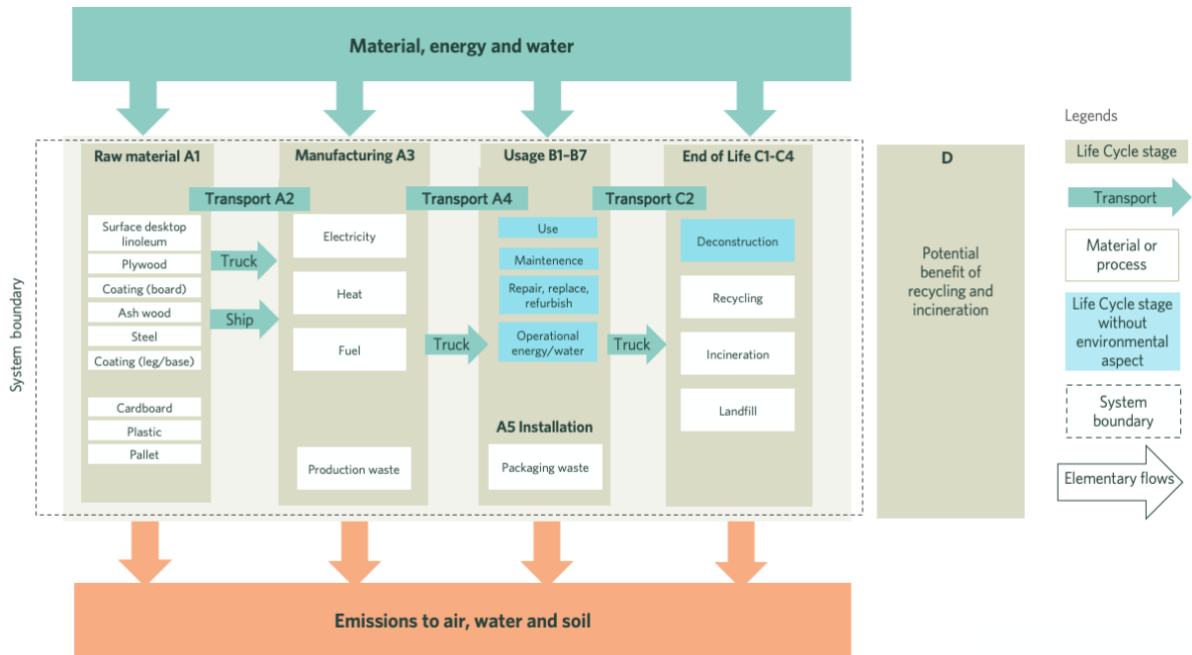 Material, energy and water
System boundary
Raw material A1
Transport A2
Surface desktop
linoleum
Plywood
Coating (board)
Ash wood
Steel
Coating (leg/base)
Cardboard
Plastic
Pallet
Truck
Ship
Manufacturing A3
Electricity
Heat
Fuel
Production waste
Transport A4
Truck
Usage B1–B7
Use
Maintenence
Repair, replace,
refurbish
Operational
energy/water
A5 Installation
Packaging waste
Transport C2
Truck
End of Life C1-C4
Deconstruction
Recycling
Incineration
Landfill
D
Potential
benefit of
recycling and
incineration
Legends
Life Cycle stage
Transport
Material or
process
Life Cycle stage
without
environmental
aspect
System
boundary
Elementary flows
Emissions to air, water and soil